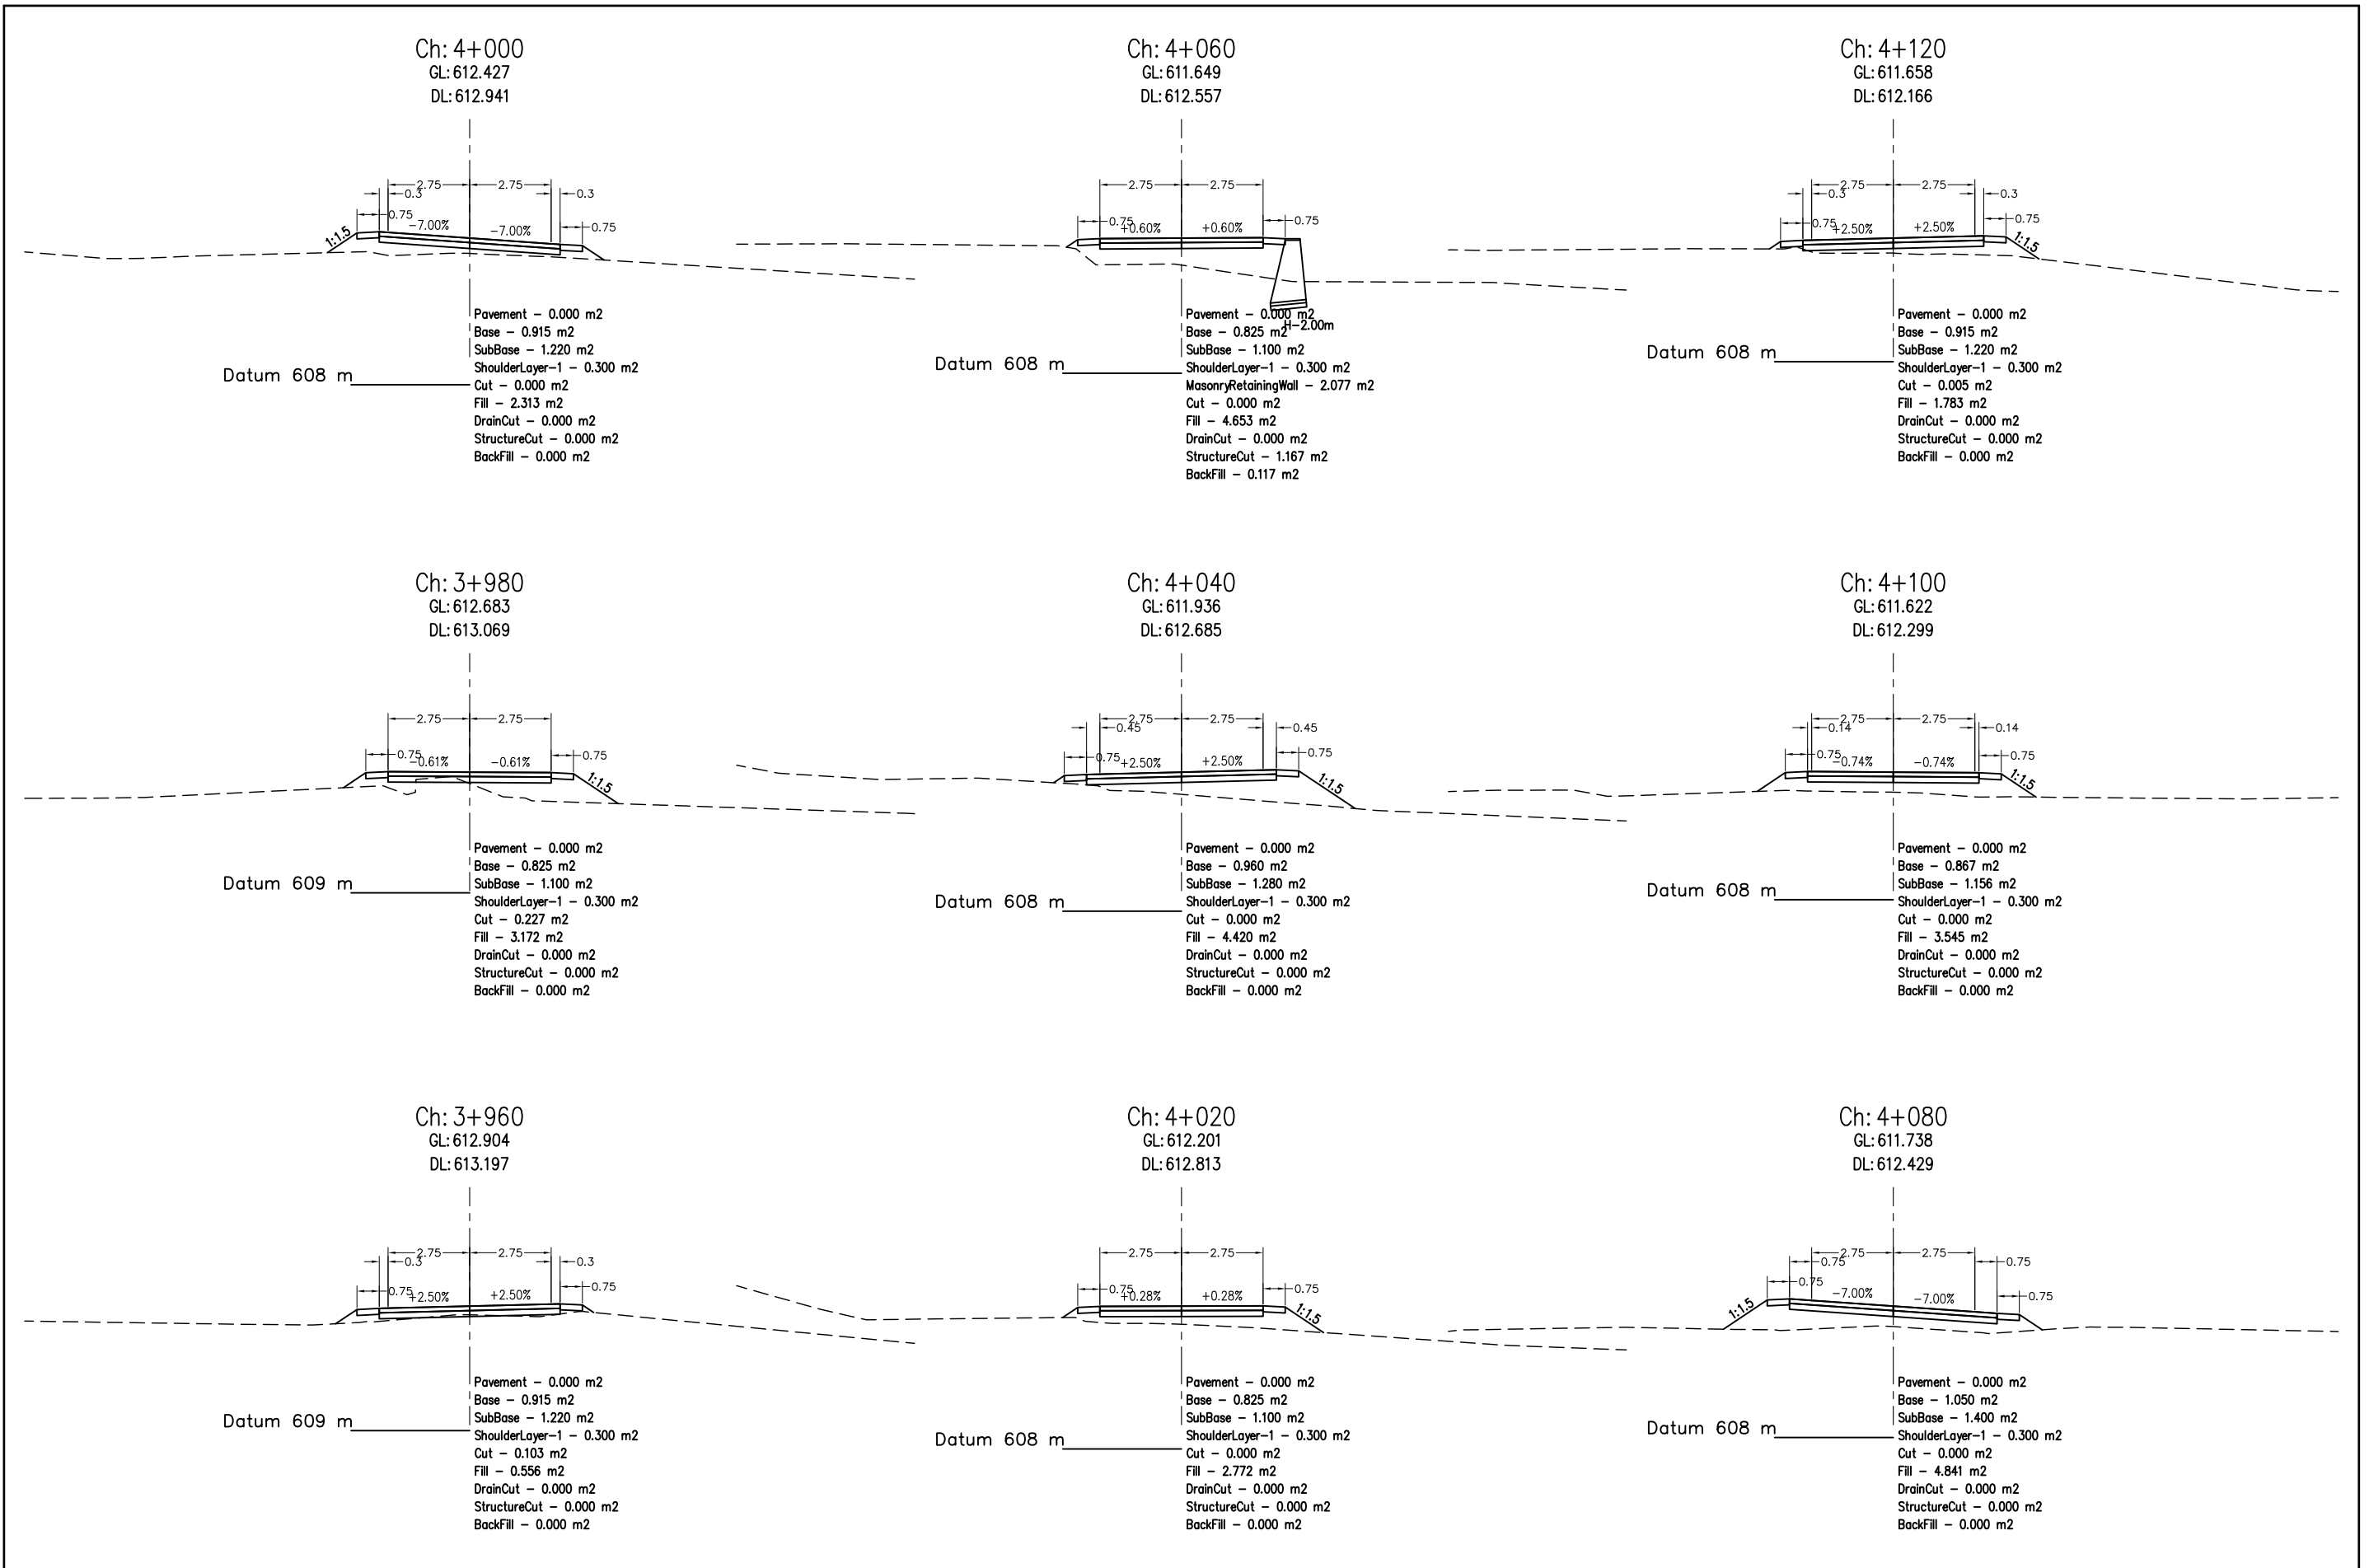 Ch: 4+000
GL: 612.427
DL: 612.941
2.75 2.75
0.3 0.3
0.75 0.75
-7.00% -7.00%
1:1.5
Pavement - 0.000 m2
Base - 0.915 m2
SubBase - 1.220 m2
ShoulderLayer-1 - 0.300 m2
Datum 608 m
Cut - 0.000 m2
Fill - 2.313 m2
DrainCut - 0.000 m2
StructureCut - 0.000 m2
BackFill - 0.000 m2
Ch: 4+060
GL: 611.649
DL: 612.557
2.75 2.75
0.75 0.75
+0.60% +0.60%
Pavement - 0.000 m2
H-2.00m
Base - 0.825 m2
SubBase - 1.100 m2
Datum 608 m
ShoulderLayer-1 - 0.300 m2
MasonryRetainingWall - 2.077 m2
Cut - 0.000 m2
Fill - 4.653 m2
DrainCut - 0.000 m2
StructureCut - 1.167 m2
BackFill - 0.117 m2
Ch: 4+120
GL: 611.658
DL: 612.166
2.75 2.75
0.3 0.3
0.75 0.75
+2.50% +2.50%
1:1.5
Pavement - 0.000 m2
Base - 0.915 m2
SubBase - 1.220 m2
Datum 608 m
ShoulderLayer-1 - 0.300 m2
Cut - 0.005 m2
Fill - 1.783 m2
DrainCut - 0.000 m2
StructureCut - 0.000 m2
BackFill - 0.000 m2
Ch: 3+980
GL: 612.683
DL: 613.069
2.75 2.75
0.75 0.75
-0.61% -0.61%
1:1.5
Pavement - 0.000 m2
Base - 0.825 m2
Datum 609 m
SubBase - 1.100 m2
ShoulderLayer-1 - 0.300 m2
Cut - 0.227 m2
Fill - 3.172 m2
DrainCut - 0.000 m2
StructureCut - 0.000 m2
BackFill - 0.000 m2
Ch: 4+040
GL: 611.936
DL: 612.685
2.75 2.75
0.45 0.45
0.75 0.75
+2.50% +2.50%
1:1.5
Pavement - 0.000 m2
Base - 0.960 m2
SubBase - 1.280 m2
Datum 608 m
ShoulderLayer-1 - 0.300 m2
Cut - 0.000 m2
Fill - 4.420 m2
DrainCut - 0.000 m2
StructureCut - 0.000 m2
BackFill - 0.000 m2
Ch: 4+100
GL: 611.622
DL: 612.299
2.75 2.75
0.14 0.14
0.75 0.75
-0.74% -0.74%
1:1.5
Pavement - 0.000 m2
Base - 0.867 m2
SubBase - 1.156 m2
Datum 608 m
ShoulderLayer-1 - 0.300 m2
Cut - 0.000 m2
Fill - 3.545 m2
DrainCut - 0.000 m2
StructureCut - 0.000 m2
BackFill - 0.000 m2
Ch: 3+960
GL: 612.904
DL: 613.197
2.75 2.75
0.3 0.3
0.75 0.75
+2.50% +2.50%
Pavement - 0.000 m2
Base - 0.915 m2
SubBase - 1.220 m2
Datum 609 m
ShoulderLayer-1 - 0.300 m2
Cut - 0.103 m2
Fill - 0.556 m2
DrainCut - 0.000 m2
StructureCut - 0.000 m2
BackFill - 0.000 m2
Ch: 4+020
GL: 612.201
DL: 612.813
2.75 2.75
0.75 0.75
+0.28% +0.28%
1:1.5
Pavement - 0.000 m2
Base - 0.825 m2
SubBase - 1.100 m2
Datum 608 m
ShoulderLayer-1 - 0.300 m2
Cut - 0.000 m2
Fill - 2.772 m2
DrainCut - 0.000 m2
StructureCut - 0.000 m2
BackFill - 0.000 m2
Ch: 4+080
GL: 611.738
DL: 612.429
2.75 2.75
0.75 0.75
0.75 0.75
-7.00% -7.00%
1:1.5
Pavement - 0.000 m2
Base - 1.050 m2
SubBase - 1.400 m2
Datum 608 m
ShoulderLayer-1 - 0.300 m2
Cut - 0.000 m2
Fill - 4.841 m2
DrainCut - 0.000 m2
StructureCut - 0.000 m2
BackFill - 0.000 m2